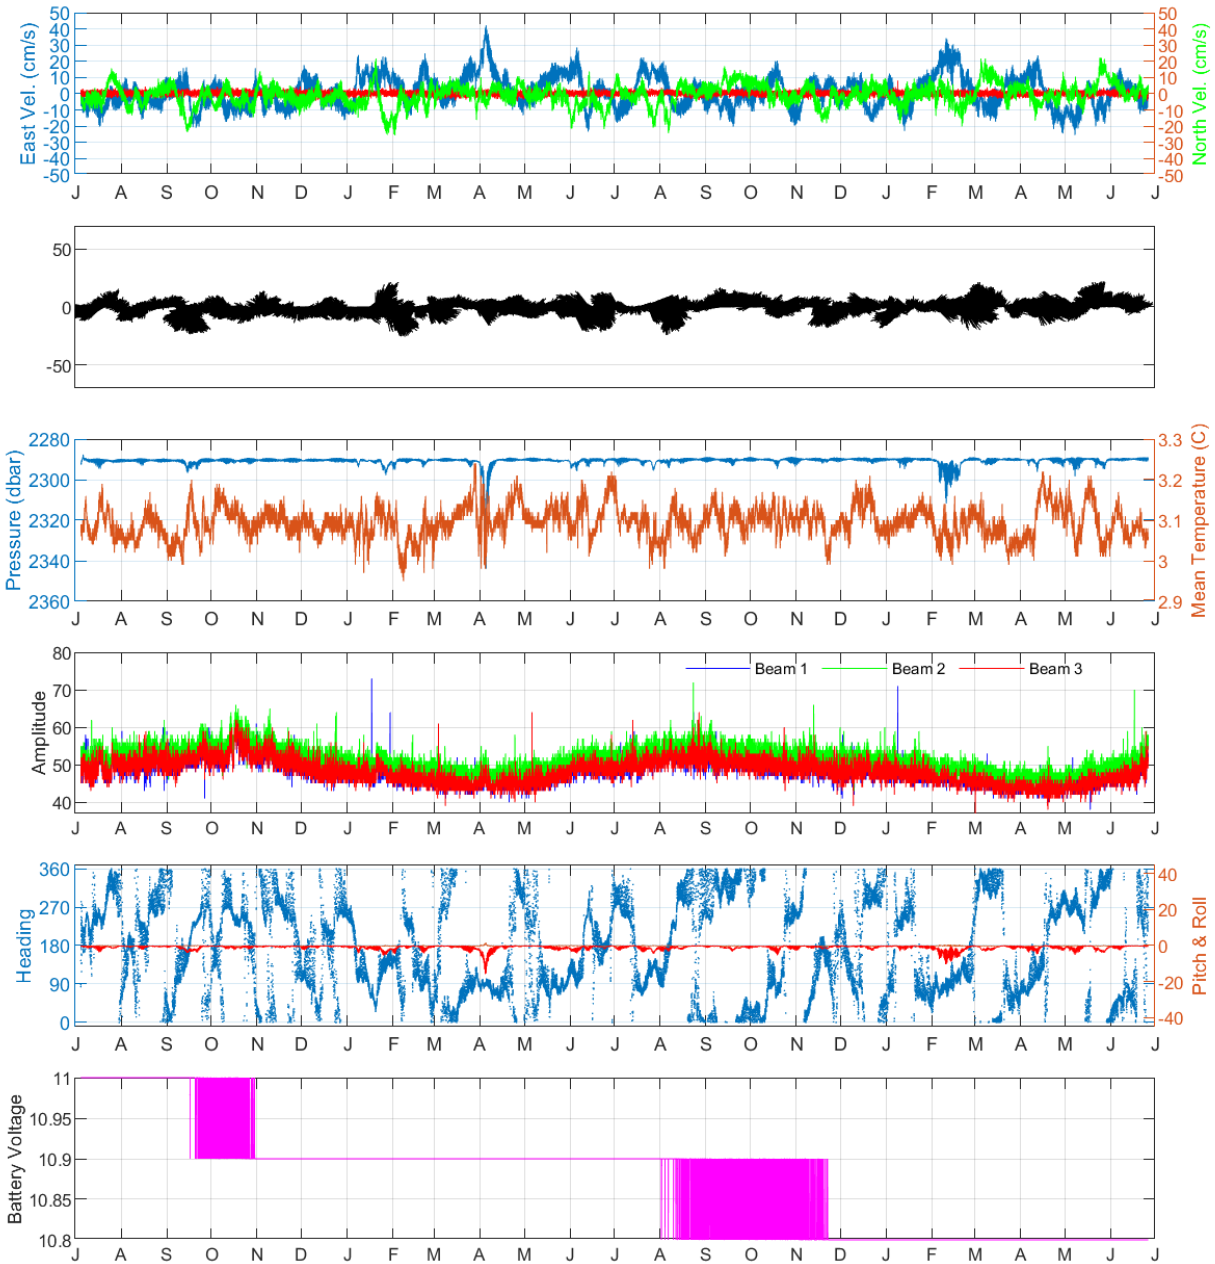 50 50
40 40
30 30
20 20
10 10
0 0
-10 -10
-20 -20
-30 -30
-40 -40
-50 -50
East Vel. (cm/s)
North Vel. (cm/s)
J A S O N D J F M A M J J A S O N D J F M A M J J
50
0
-50
2280 3.3
2300 3.2
2320 3.1
2340 3
2360 2.9
Pressure (dbar)
Mean Temperature (C)
J A S O N D J F M A M J J A S O N D J F M A M J J
80
70
60
50
40
Amplitude
Beam 1 Beam 2 Beam 3
J A S O N D J F M A M J J A S O N D J F M A M J J
360 40
270 20
180 0
90 -20
0 -40
Heading
Pitch & Roll
J A S O N D J F M A M J J A S O N D J F M A M J J
11
10.95
10.9
10.85
10.8
Battery Voltage
J A S O N D J F M A M J J A S O N D J F M A M J J